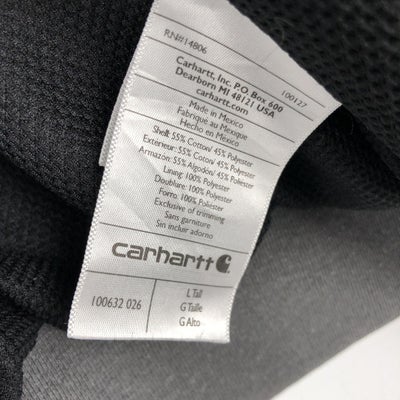 RN#14806
100127
Carhartt, Inc. P.O. Box 600
Dearborn MI 48121 USA
carhartt.com
Made in Mexico
Fabriqué au Mexique
Hecho en México
Shell: 55% Cotton/ 45% Polyester
Exterieur: 55% Coton/ 45% Polyester
Armazon: 55% Algodon/ 45% Poliester
Lining: 100% Polyester
Doublure: 100% Polyester
Forro: 100% Poliester
Exclusive of trimming
Sans garniture
Sin incluir adorno
carhartt
100632 026
L Tall
G Taille
G Alto